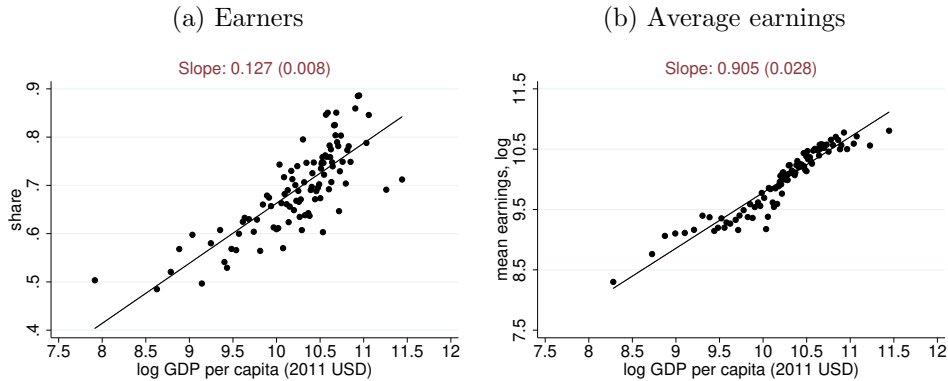 (a) Earners
Slope: 0.127 (0.008)
share
.9
.8
.7
.6
.5
.4
7.5 8 8.5 9 9.5 10 10.5 11 11.5 12
log GDP per capita (2011 USD)
(b) Average earnings
Slope: 0.905 (0.028)
mean earnings, log
11.5
10.5
9.5
8.5
7.5
7.5 8 8.5 9 9.5 10 10.5 11 11.5 12
log GDP per capita (2011 USD)